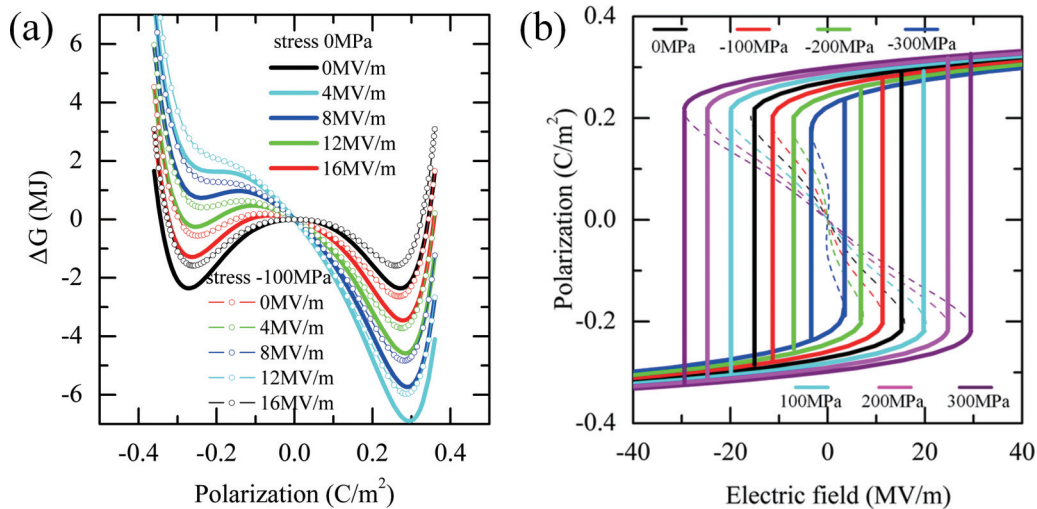 (a)
6
4
2
0
-2
-4
-6
ΔG (MJ)
stress 0MPa
0MV/m
4MV/m
8MV/m
12MV/m
16MV/m
stress -100MPa
0MV/m
4MV/m
8MV/m
12MV/m
16MV/m
-0.4 -0.2 0.0 0.2 0.4
Polarization (C/m²)
(b)
0.4
0.2
0.0
-0.2
-0.4
Polarization (C/m²)
0MPa -100MPa -200MPa -300MPa
100MPa 200MPa 300MPa
-40 -20 0 20 40
Electric field (MV/m)